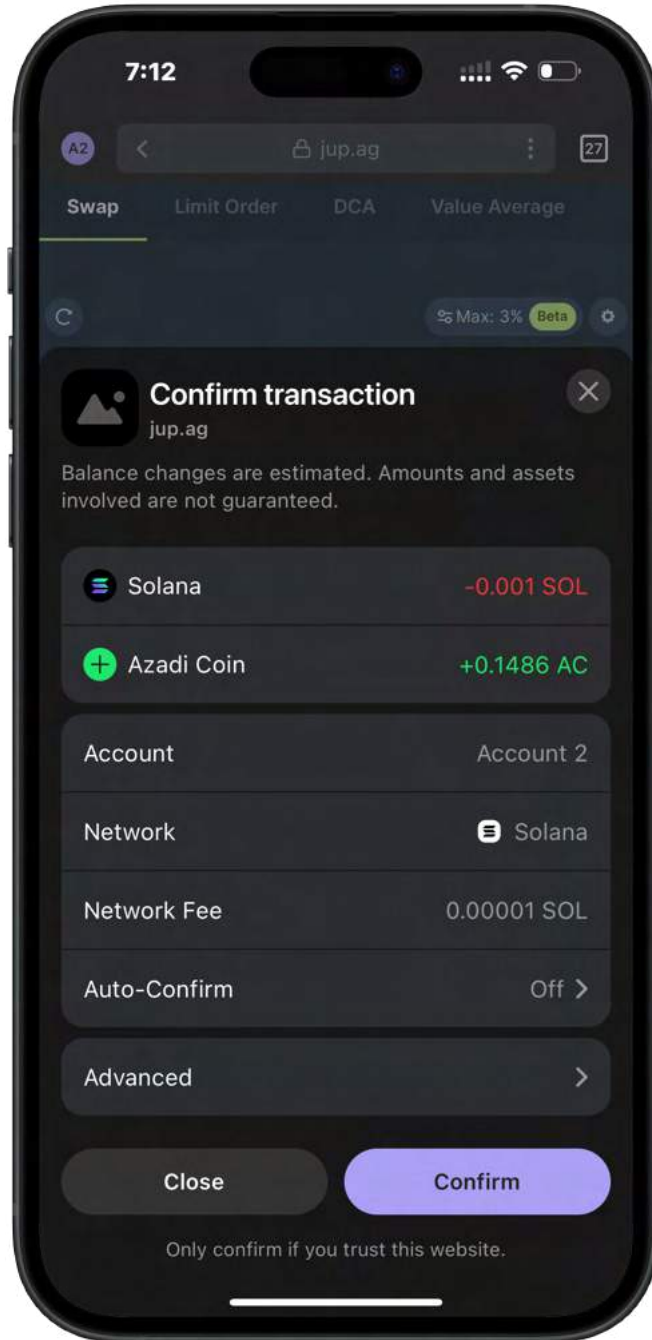 7:12
A2
jup.ag
27
Swap Limit Order DCA Value Average
Max: 3% Beta
Confirm transaction
jup.ag
Balance changes are estimated. Amounts and assets
involved are not guaranteed.
Solana -0.001 SOL
Azadi Coin +0.1486 AC
Account Account 2
Network Solana
Network Fee 0.00001 SOL
Auto-Confirm Off
Advanced
Close Confirm
Only confirm if you trust this website.